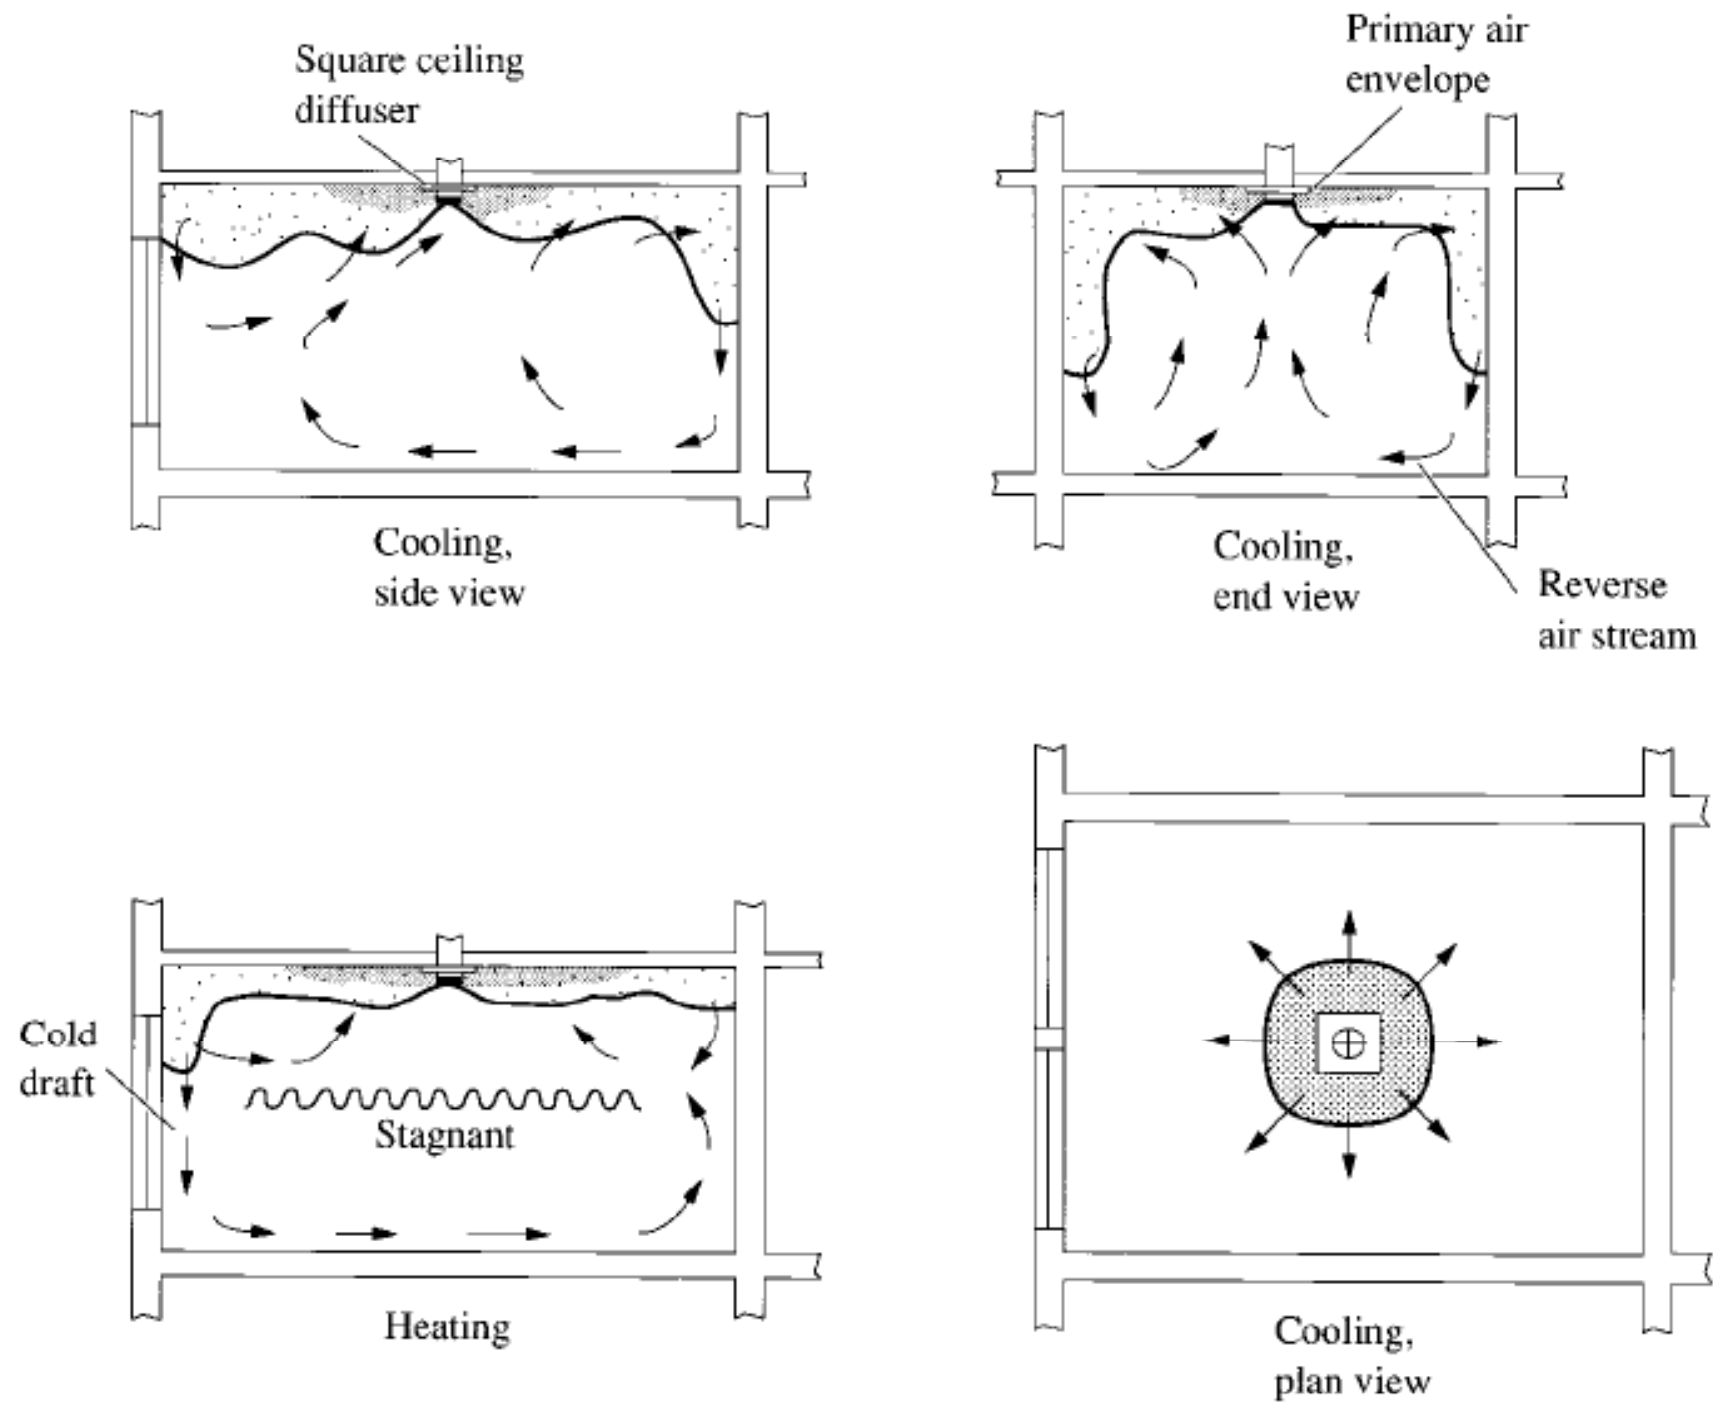 Square ceiling
diffuser
Primary air
envelope
Cooling,
side view
Cooling,
end view
Reverse
air stream
Cold
draft
Stagnant
Heating
Cooling,
plan view